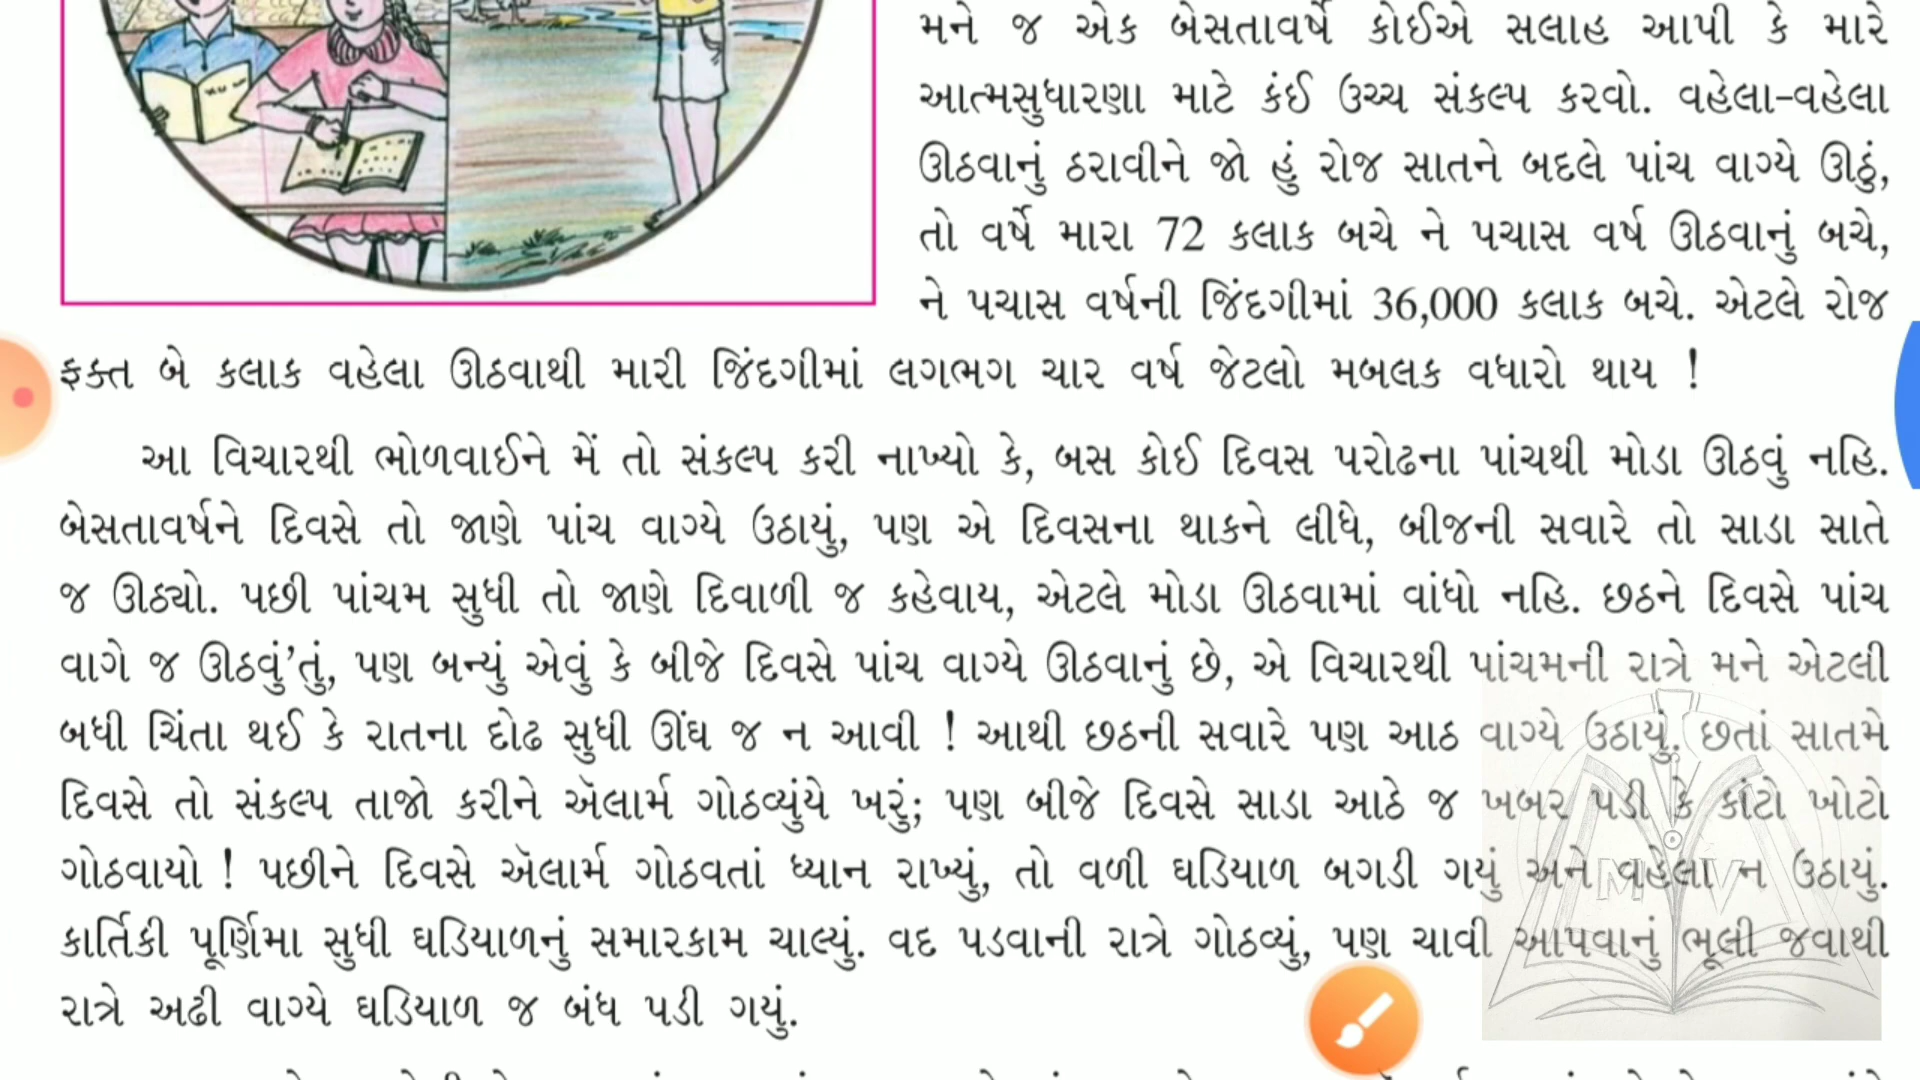 મને જ એક બેસતાવર્ષે કોઈએ સલાહ આપી કે મારે
આત્મસુધારણા માટે કંઈ ઉચ્ચ સંકલ્પ કરવો. વહેલા-વહેલા
ઊઠવાનું ઠરાવીને જો હું રોજ સાતને બદલે પાંચ વાગ્યે ઊઠું,
તો વર્ષે મારા 72 કલાક બચે ને પચાસ વર્ષ ઊઠવાનું બચે,
ને પચાસ વર્ષની જિંદગીમાં 36,000 કલાક બચે. એટલે રોજ
ફક્ત બે કલાક વહેલા ઊઠવાથી મારી જિંદગીમાં લગભગ ચાર વર્ષ જેટલો મબલક વધારો થાય !
આ વિચારથી ભોળવાઈને મેં તો સંકલ્પ કરી નાખ્યો કે, બસ કોઈ દિવસ પરોઢના પાંચથી મોડા ઊઠવું નહિ.
બેસતાવર્ષને દિવસે તો જાણે પાંચ વાગ્યે ઉઠાયું, પણ એ દિવસના થાકને લીધે, બીજની સવારે તો સાડા સાતે
જ ઊઠ્યો. પછી પાંચમ સુધી તો જાણે દિવાળી જ કહેવાય, એટલે મોડા ઊઠવામાં વાંધો નહિ. છઠને દિવસે પાંચ
વાગે જ ઊઠવું'તું, પણ બન્યું એવું કે બીજે દિવસે પાંચ વાગ્યે ઊઠવાનું છે, એ વિચારથી પાંચમની રાત્રે મને એટલી
બધી ચિંતા થઈ કે રાતના દોઢ સુધી ઊંઘ જ ન આવી ! આથી છઠની સવારે પણ આઠ વાગ્યે ઉઠાયું. છતાં સાતમે
દિવસે તો સંકલ્પ તાજો કરીને ઍલાર્મ ગોઠવ્યુંયે ખરું; પણ બીજે દિવસે સાડા આઠે જ ખબર પડી કે કાંટો ખોટો
ગોઠવાયો ! પછીને દિવસે ઍલાર્મ ગોઠવતાં ધ્યાન રાખ્યું, તો વળી ઘડિયાળ બગડી ગયું અને વહેલા ન ઉઠાયું.
કાર્તિકી પૂર્ણિમા સુધી ઘડિયાળનું સમારકામ ચાલ્યું. વદ પડવાની રાત્રે ગોઠવ્યું, પણ ચાવી આપવાનું ભૂલી જવાથી
રાત્રે અઢી વાગ્યે ઘડિયાળ જ બંધ પડી ગયું.
M V